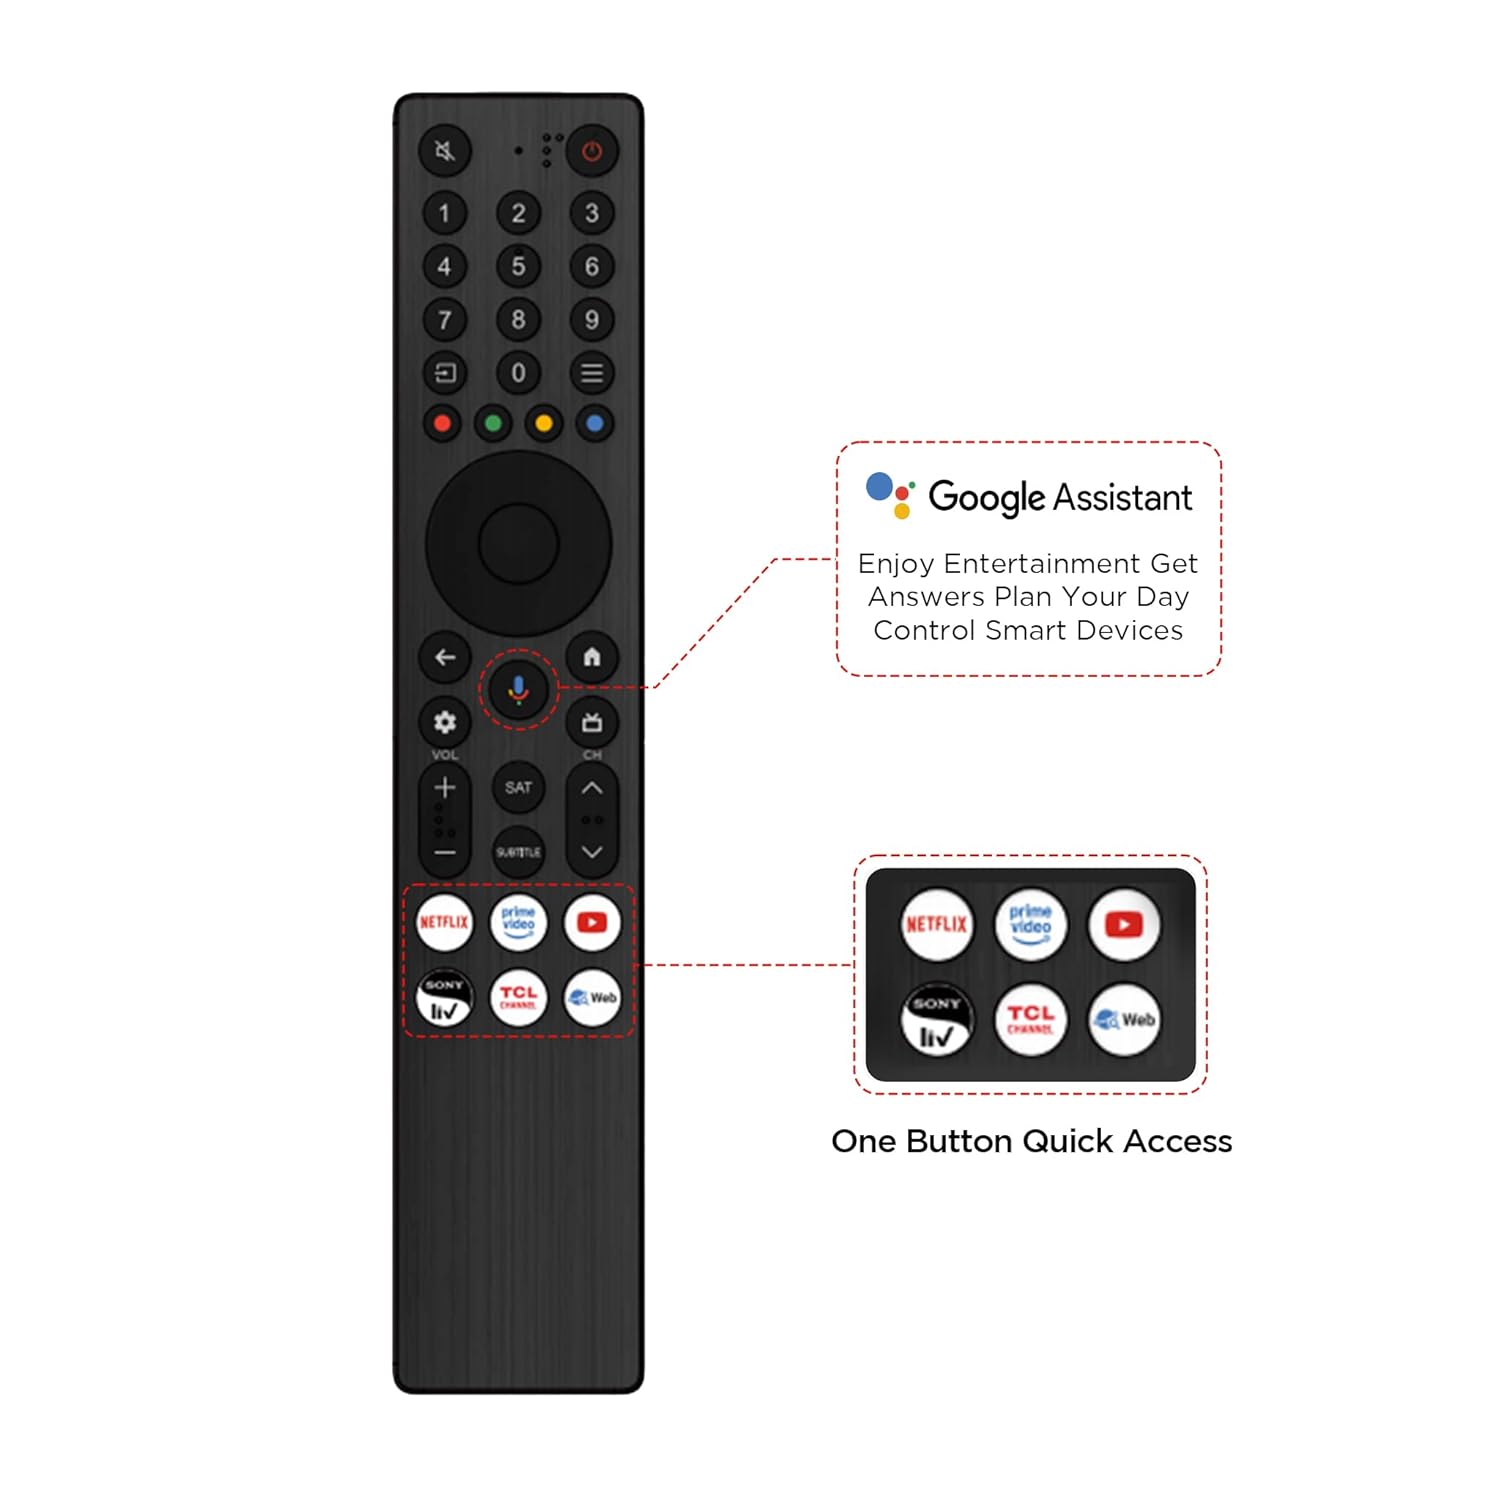 1 2 3
4 5 6
7 8 9
0
Google Assistant
Enjoy Entertainment Get
Answers Plan Your Day
Control Smart Devices
VOL CH
SAT
SUBTITLE
NETFLIX prime video
SONY liv TCL CHANNEL Web
NETFLIX prime video
SONY liv TCL CHANNEL Web
One Button Quick Access